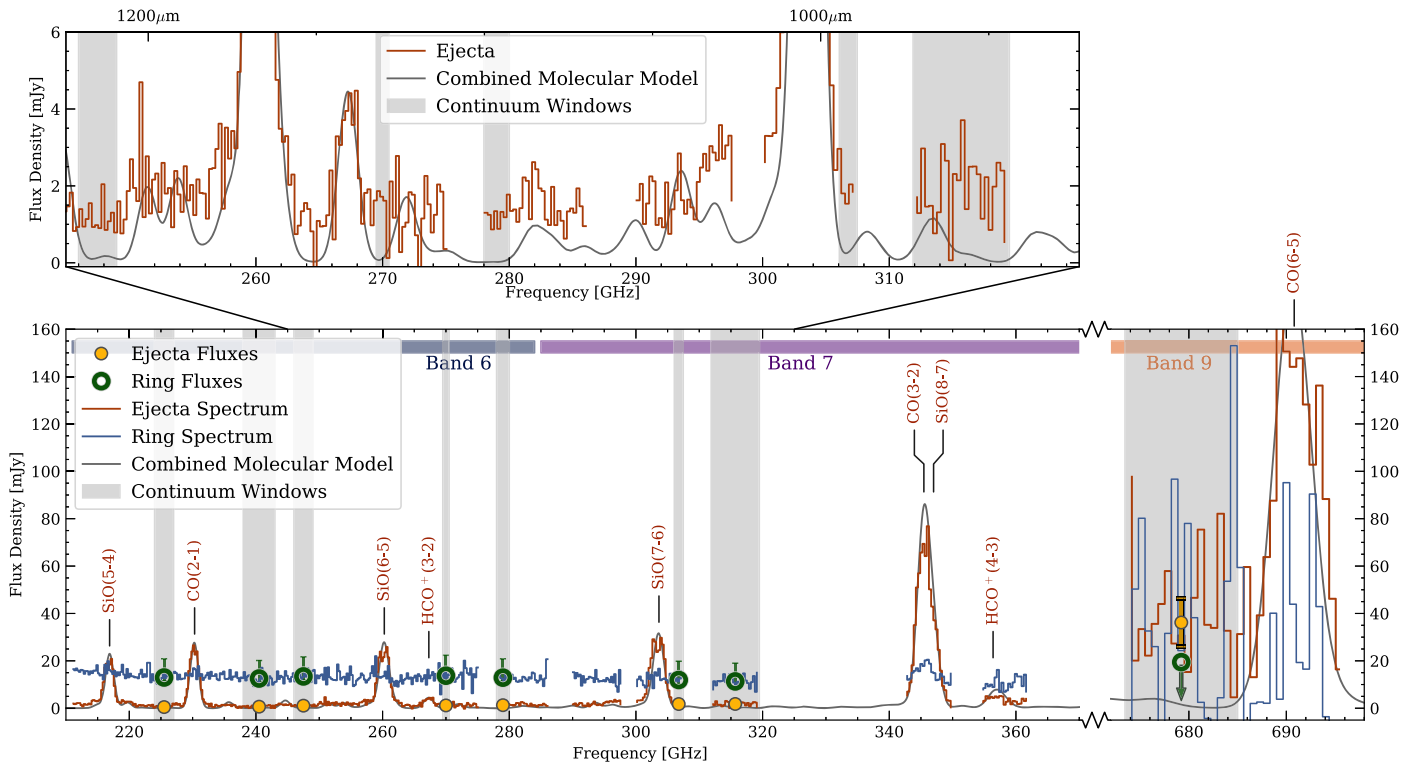 1200μm
1000μm
6
4
2
0
Flux Density [mJy]
Ejecta
Combined Molecular Model
Continuum Windows
260
270
280
290
300
310
Frequency [GHz]
CO(6-5)
160
140
120
100
80
60
40
20
0
Flux Density [mJy]
Ejecta Fluxes
Ring Fluxes
Ejecta Spectrum
Ring Spectrum
Combined Molecular Model
Continuum Windows
Band 6
Band 7
Band 9
SiO(5-4)
CO(2-1)
SiO(6-5)
HCO⁺(3-2)
SiO(7-6)
CO(3-2)
SiO(8-7)
HCO⁺(4-3)
160
140
120
100
80
60
40
20
0
220
240
260
280
300
320
340
360
680
690
Frequency [GHz]